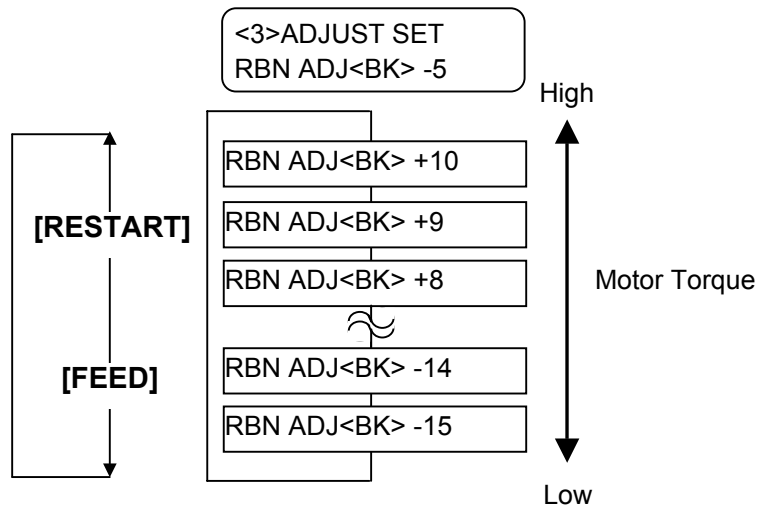 <3>ADJUST SET
RBN ADJ<BK> -5
High
RBN ADJ<BK> +10
[RESTART]
RBN ADJ<BK> +9
RBN ADJ<BK> +8
Motor Torque
[FEED]
RBN ADJ<BK> -14
RBN ADJ<BK> -15
Low